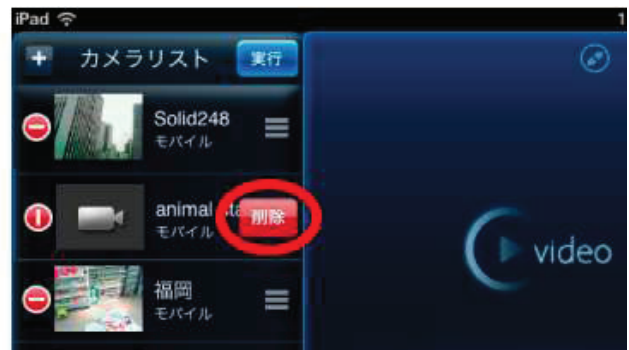 iPad
1
カメラリスト
実行
Solid248
モバイル
animal
削除
モバイル
福岡
モバイル
video